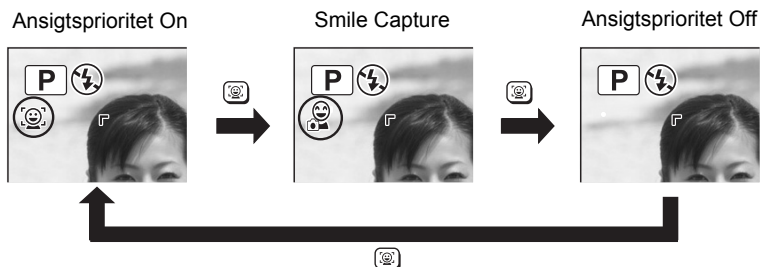 Ansigtsprioritet On
Smile Capture
Ansigtsprioritet Off
P
P
P